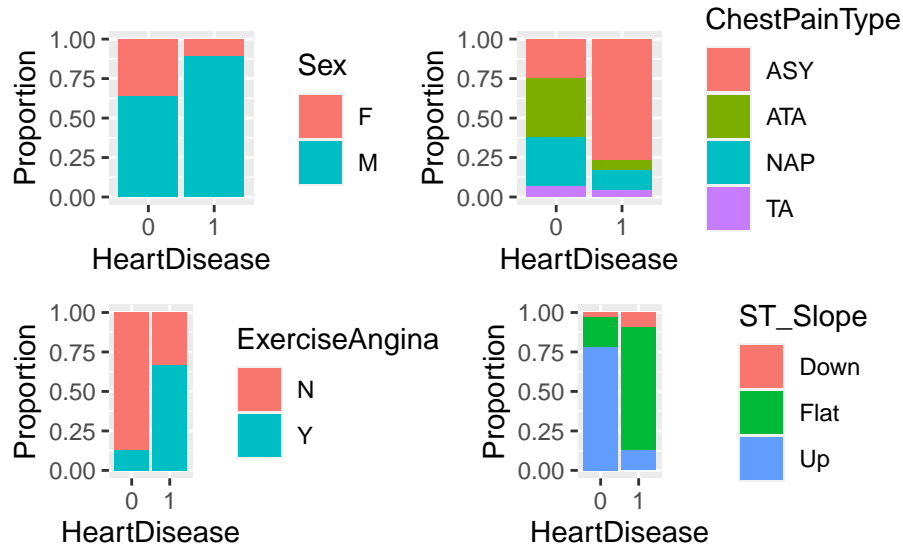 Proportion
1.00
0.75
0.50
0.25
0.00
0 1
HeartDisease
Sex
F
M
Proportion
1.00
0.75
0.50
0.25
0.00
0 1
HeartDisease
ChestPainType
ASY
ATA
NAP
TA
Proportion
1.00
0.75
0.50
0.25
0.00
0 1
HeartDisease
ExerciseAngina
N
Y
Proportion
1.00
0.75
0.50
0.25
0.00
0 1
HeartDisease
ST_Slope
Down
Flat
Up